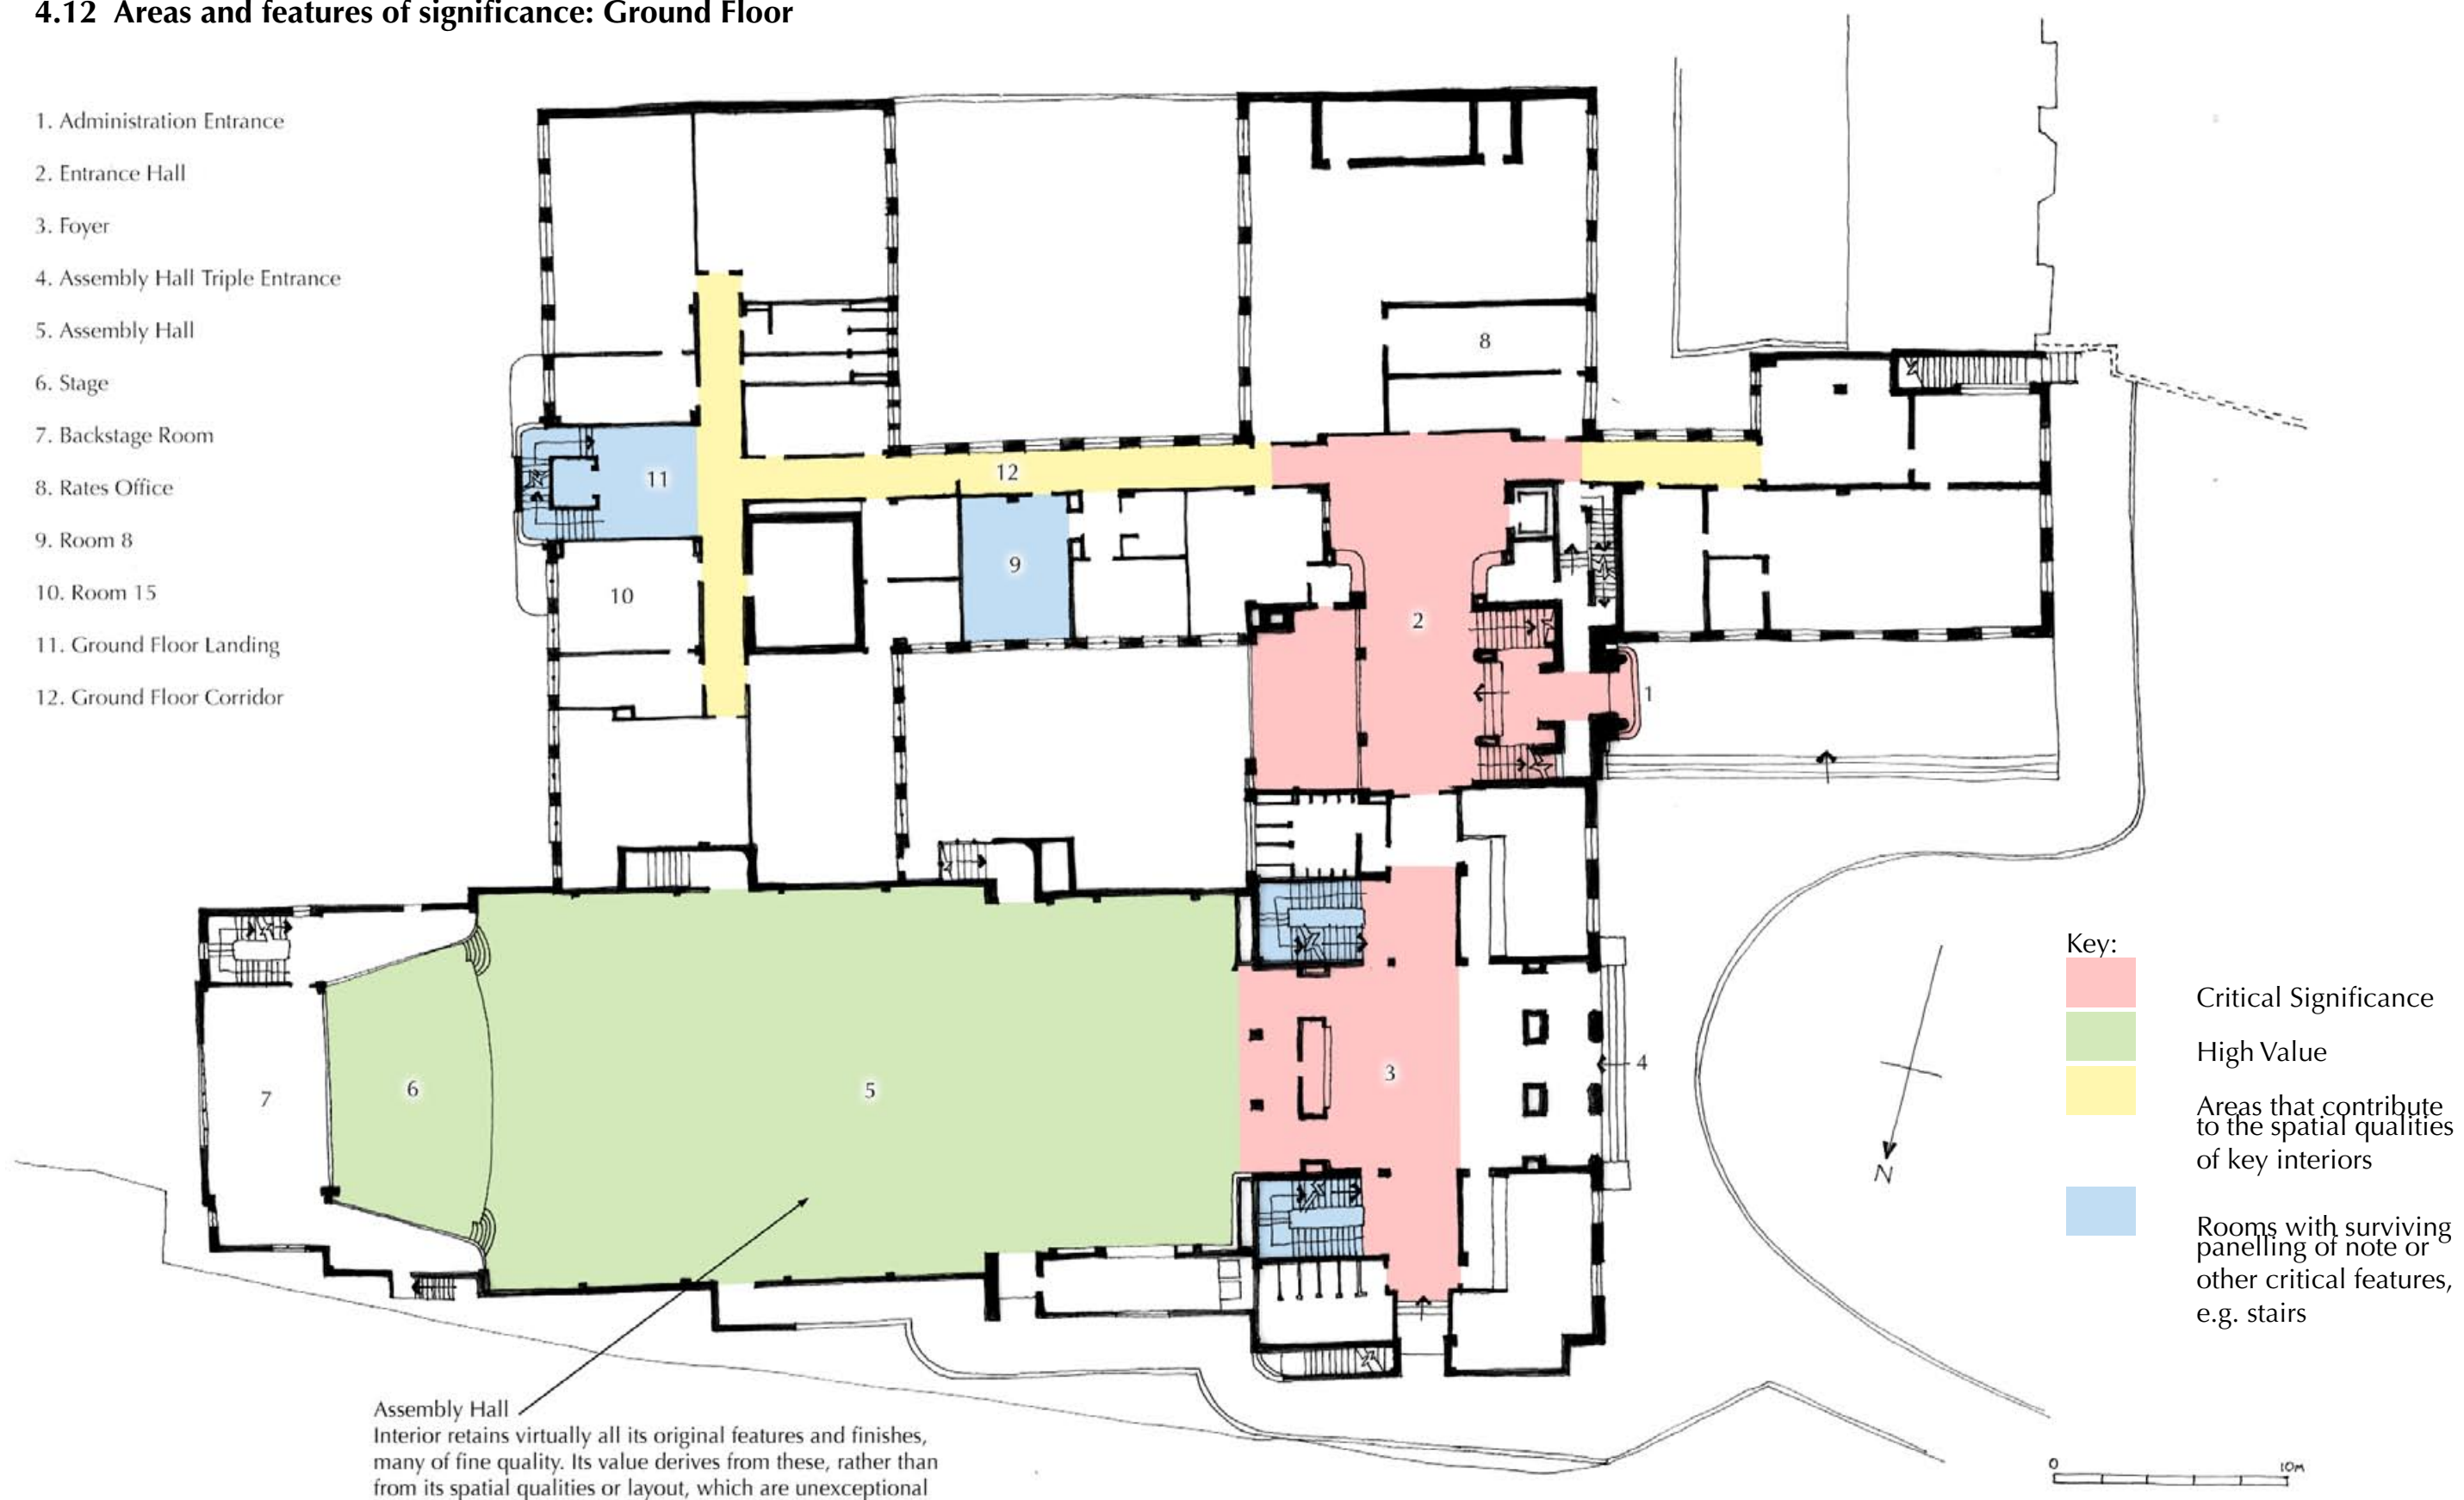 4.12 Areas and features of significance: Ground Floor
1. Administration Entrance
2. Entrance Hall
3. Foyer
4. Assembly Hall Triple Entrance
5. Assembly Hall
6. Stage
7. Backstage Room
8. Rates Office
9. Room 8
10. Room 15
11. Ground Floor Landing
12. Ground Floor Corridor
8
12
11
9
10
2
1
3
4
5
6
7
N
Key:
Critical Significance
High Value
Areas that contribute
to the spatial qualities
of key interiors
Rooms with surviving
panelling of note or
other critical features,
e.g. stairs
Assembly Hall
Interior retains virtually all its original features and finishes,
many of fine quality. Its value derives from these, rather than
from its spatial qualities or layout, which are unexceptional
0 10m